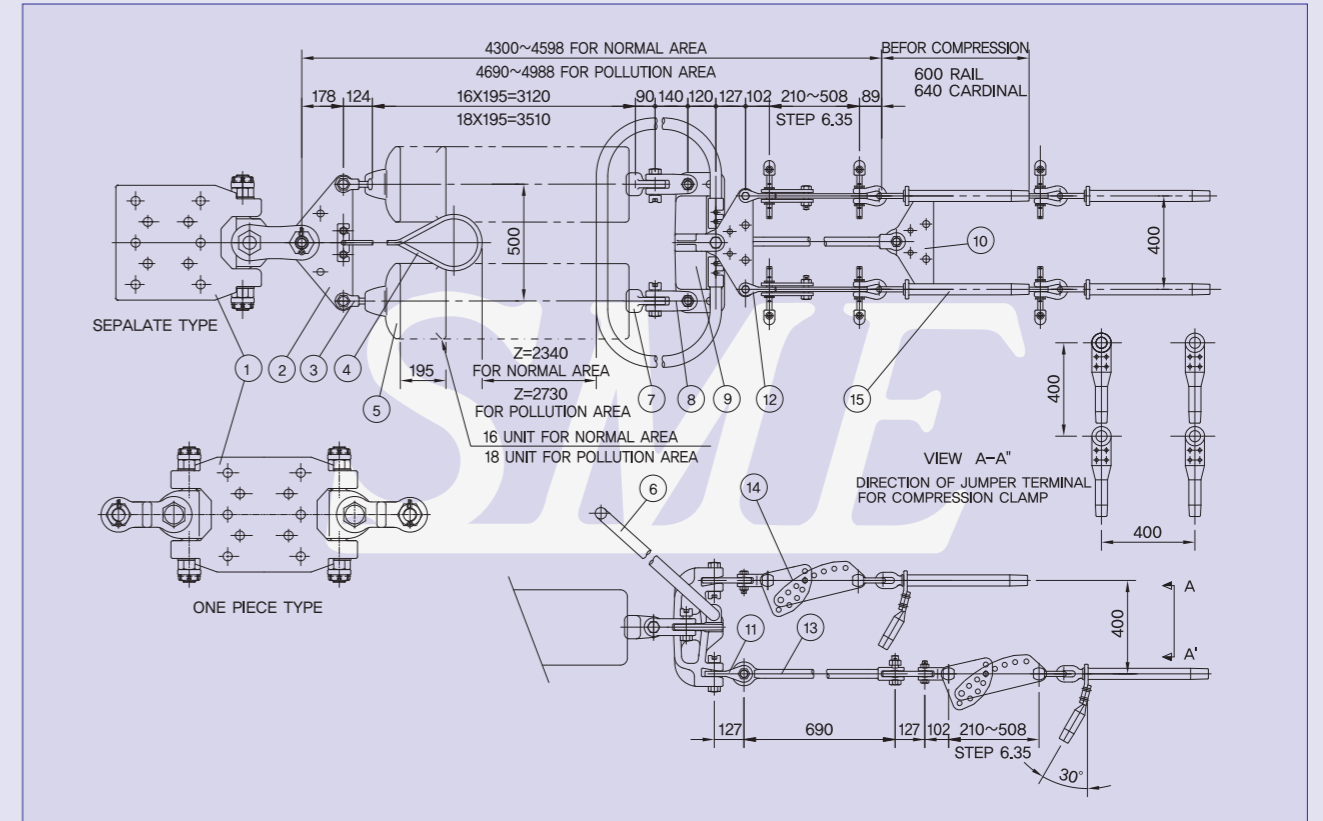 4300~4598 FOR NORMAL AREA
BEFOR COMPRESSION
4690~4988 FOR POLLUTION AREA
600 RAIL
640 CARDINAL
178
124
16X195=3120
90
140
120
127
102
210~508
89
18X195=3510
STEP 6.35
500
400
10
SEPALATE TYPE
1
2
3
4
5
195
Z=2340
FOR NORMAL AREA
Z=2730
FOR POLLUTION AREA
7
8
9
12
15
16 UNIT FOR NORMAL AREA
18 UNIT FOR POLLUTION AREA
SME
400
VIEW A-A"
DIRECTION OF JUMPER TERMINAL
FOR COMPRESSION CLAMP
400
6
14
ONE PIECE TYPE
11
13
400
A
A'
127
690
127
102
210~508
STEP 6.35
30°